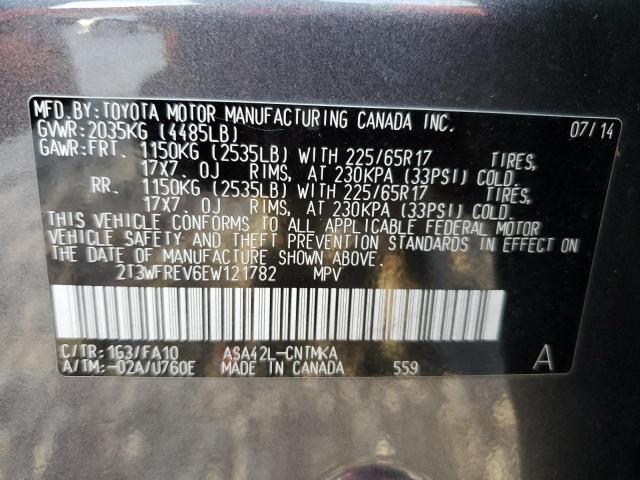 MFD.BY:TOYOTA MOTOR MANUFACTURING CANADA INC. 07/14
GVWR:2035KG (4485LB)
GAWR:FRT. 1150KG (2535LB) WITH 225/65R17 TIRES,
17X7. 0J RIMS, AT 230KPA (33PSI) COLD.
RR. 1150KG (2535LB) WITH 225/65R17 TIRES,
17X7. 0J RIMS, AT 230KPA (33PSI) COLD.
THIS VEHICLE CONFORMS TO ALL APPLICABLE FEDERAL MOTOR
VEHICLE SAFETY AND THEFT PREVENTION STANDARDS IN EFFECT ON
THE DATE OF MANUFACTURE SHOWN ABOVE.
2T3WFREV6EW121782 MPV
C/TR:1G3/FA10 ASA42L-CNTMKA A
A/TM:-02A/U760E MADE IN CANADA 559